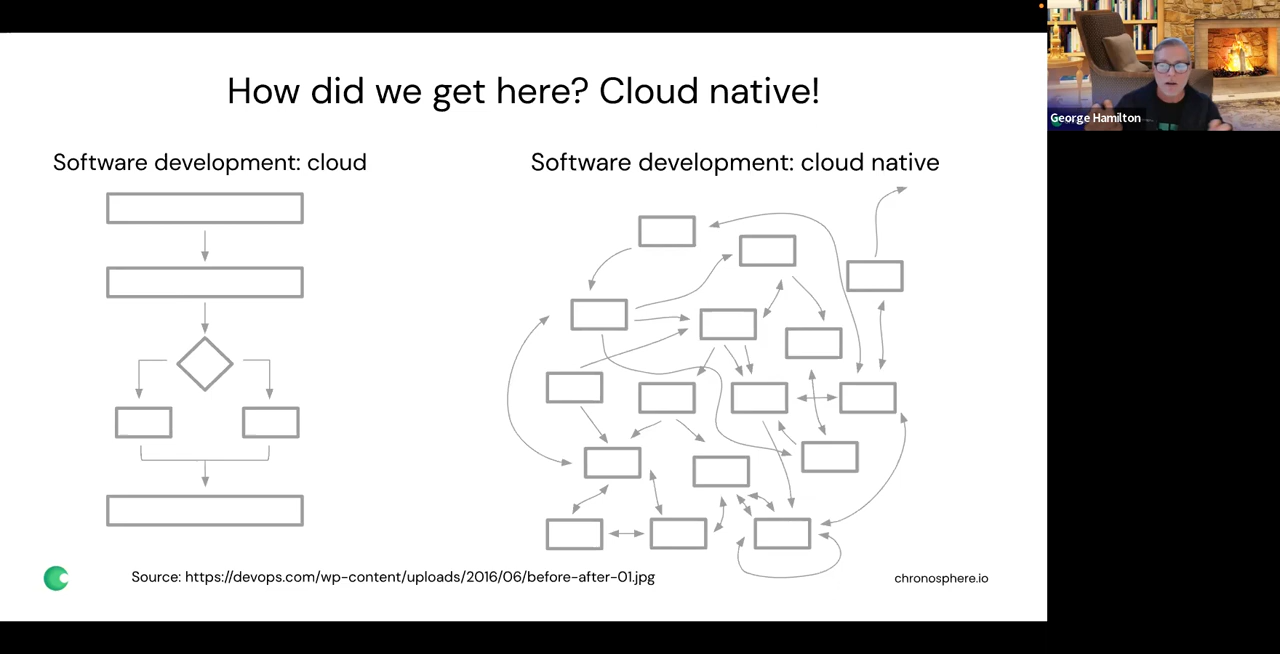 How did we get here? Cloud native!
Software development: cloud
Software development: cloud native
Source: https://devops.com/wp-content/uploads/2016/06/before-after-01.jpg
chronosphere.io
George Hamilton